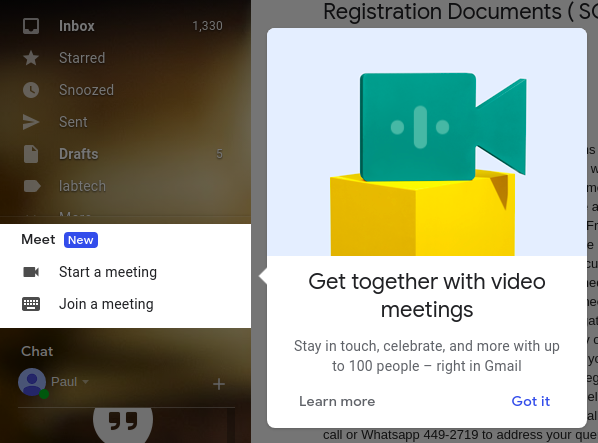 Registration Documents ( SC
Inbox 1,330
Starred
Snoozed
Sent
Drafts 5
labtech
More
Meet New
Start a meeting
Join a meeting
Chat
Paul
Get together with video
meetings
Stay in touch, celebrate, and more with up
to 100 people – right in Gmail
Learn more Got it
call or Whatsapp 449-2719 to address your que